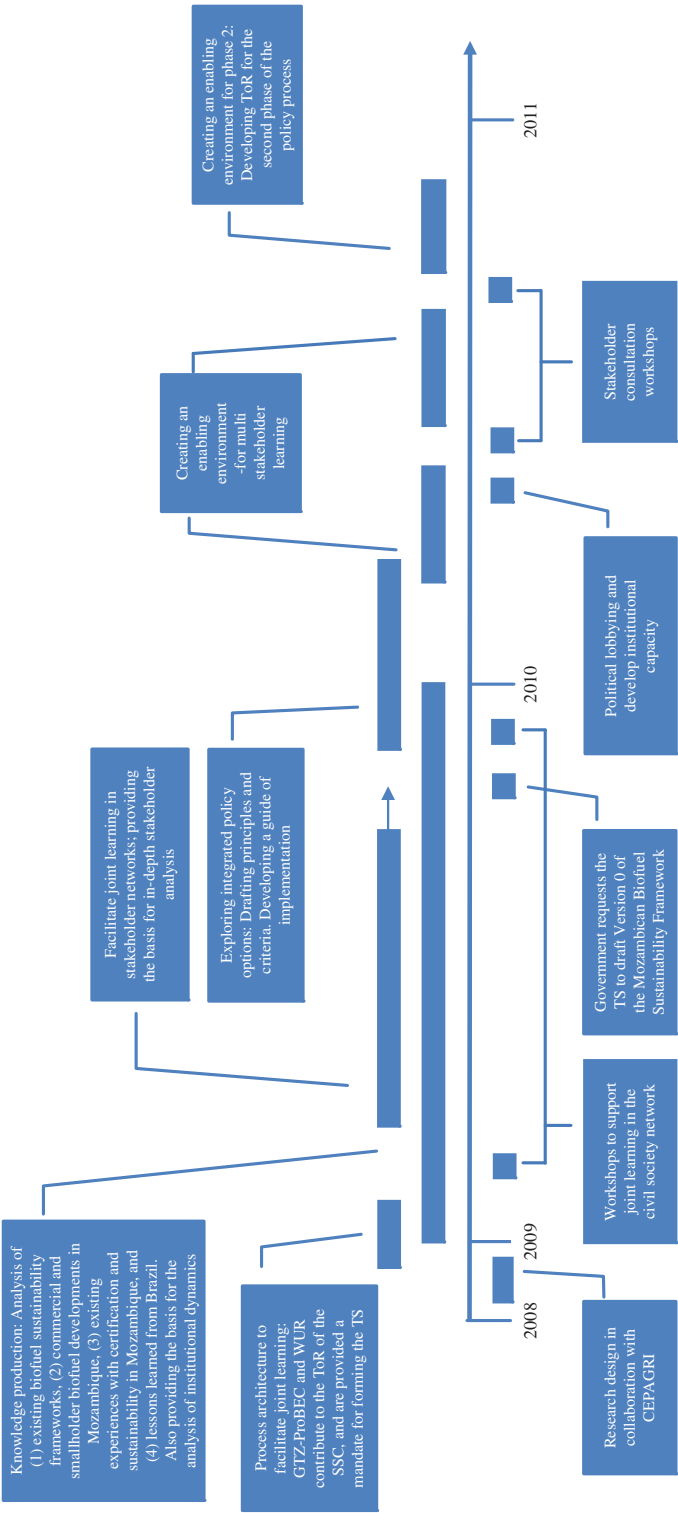 Knowledge production: Analysis of
(1) existing biofuel sustainability
frameworks, (2) commercial and
smallholder biofuel developments in
Mozambique, (3) existing
experiences with certification and
sustainability in Mozambique, and
(4) lessons learned from Brazil.
Also providing the basis for the
analysis of institutional dynamics
Process architecture to
facilitate joint learning:
GTZ-ProBEC and WUR
contribute to the ToR of the
SSC, and are provided a
mandate for forming the TS
Facilitate joint learning in
stakeholder networks; providing
the basis for in-depth stakeholder
analysis
Exploring integrated policy
options: Drafting principles and
criteria. Developing a guide of
implementation
Creating an
enabling
environment
-for multi
stakeholder
learning
Creating an enabling
environment for phase 2:
Developing ToR for the
second phase of the
policy process
2008
2009
2010
2011
Research design in
collaboration with
CEPAGRI
Workshops to support
joint learning in the
civil society network
Government requests the
TS to draft Version 0 of
the Mozambican Biofuel
Sustainability Framework
Political lobbying and
develop institutional
capacity
Stakeholder
consultation
workshops